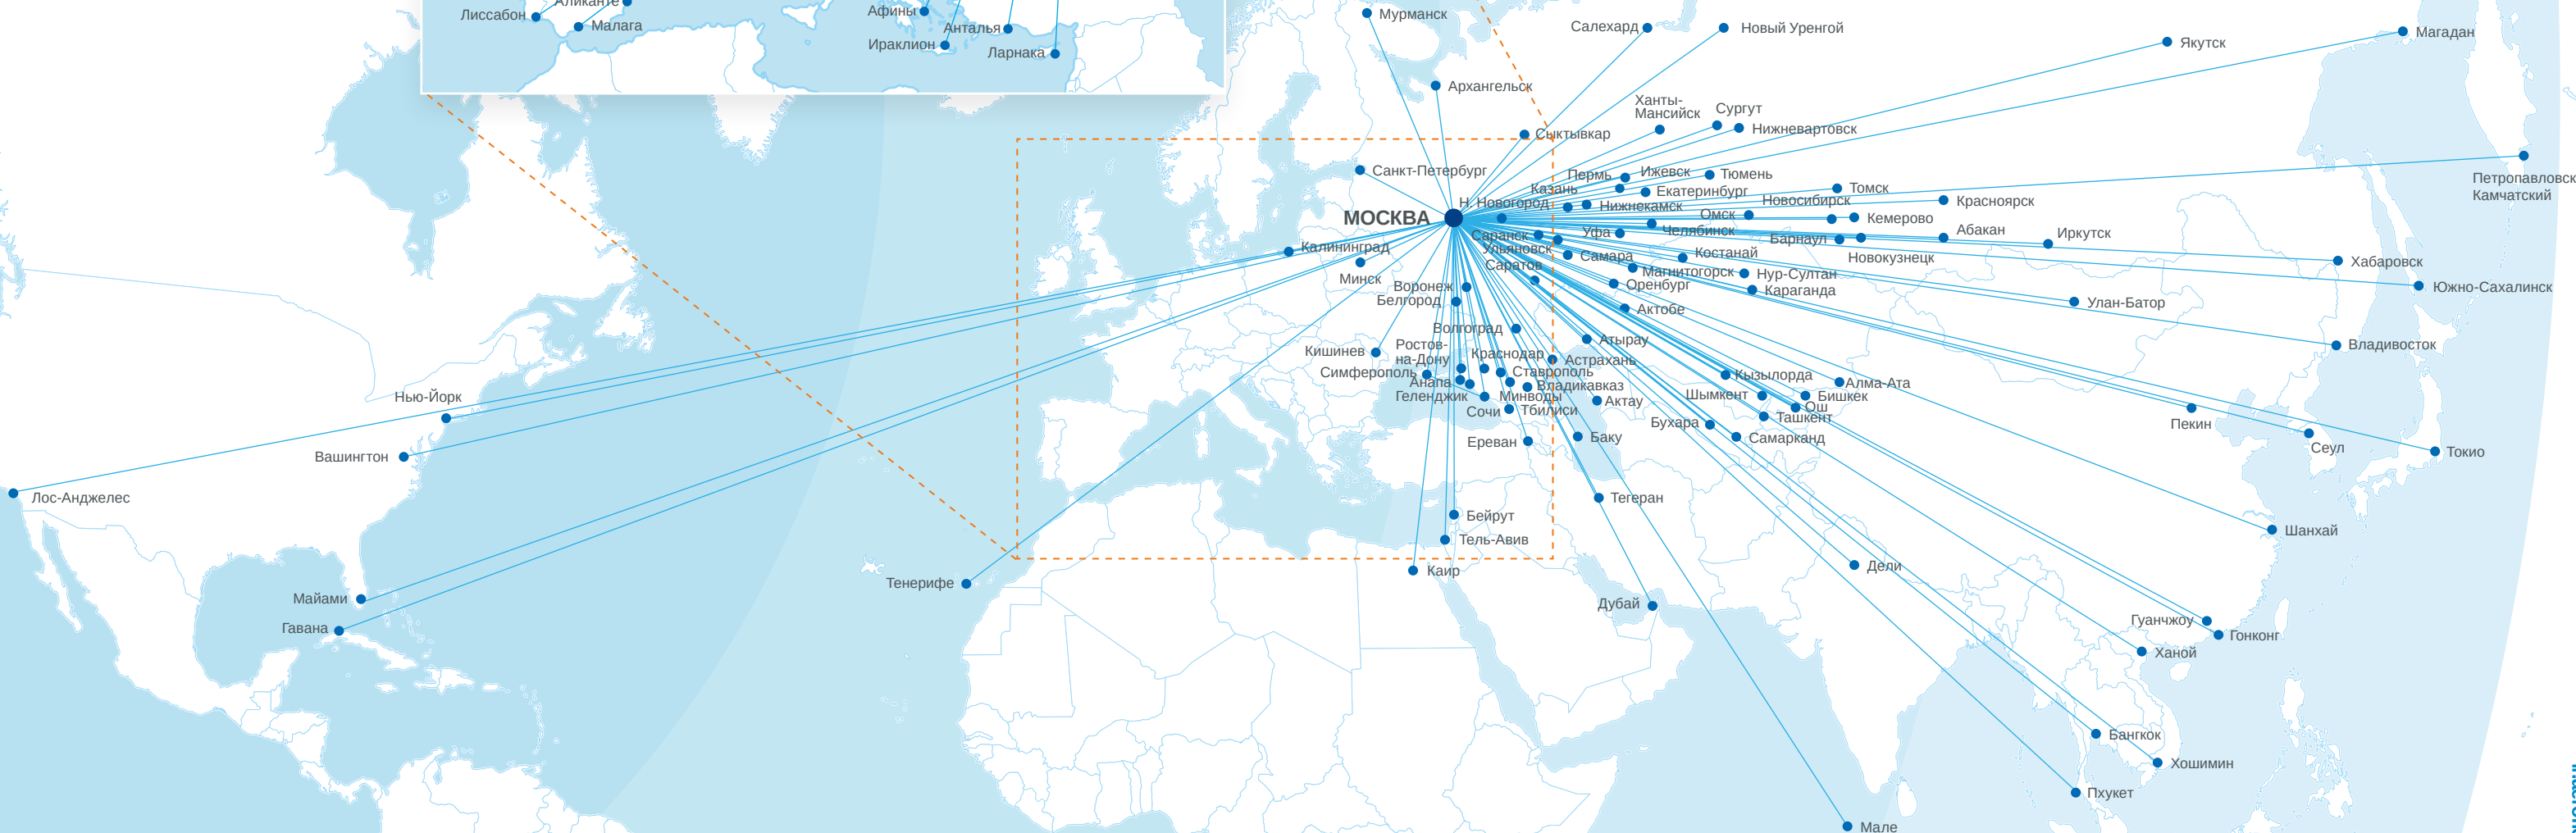 Лиссабон
Аликанте
Малага
Афины
Анталья
Ираклион
Ларнака
Мурманск
Салехард
Новый Уренгой
Якутск
Магадан
Архангельск
Ханты-
Мансийск
Сургут
Нижневартовск
Сыктывкар
Санкт-Петербург
Пермь
Ижевск
Тюмень
Казань
Екатеринбург
Томск
Петропавловск
Камчатский
Н. Новогород
Нижнекамск
Новосибирск
Красноярск
МОСКВА
Омск
Кемерово
Саранск
Уфа
Челябинск
Барнаул
Абакан
Иркутск
Калининград
Ульяновск
Самара
Костанай
Новокузнецк
Хабаровск
Минск
Саратов
Магнитогорск
Нур-Султан
Воронеж
Оренбург
Караганда
Южно-Сахалинск
Белгород
Улан-Батор
Актобе
Волгоград
Атырау
Владивосток
Кишинев
Ростов-
на-Дону
Краснодар
Астрахань
Симферополь
Ставрополь
Кызылорда
Анапа
Владикавказ
Алма-Ата
Геленджик
Минводы
Шымкент
Бишкек
Нью-Йорк
Актау
Ош
Сочи
Тбилиси
Ташкент
Бухара
Пекин
Ереван
Баку
Самарканд
Сеул
Токио
Вашингтон
Лос-Анджелес
Тегеран
Бейрут
Тель-Авив
Шанхай
Каир
Дели
Тенерифе
Майами
Дубай
Гавана
Гуанчжоу
Гонконг
Ханой
Бангкок
Хошимин
Пхукет
Мале